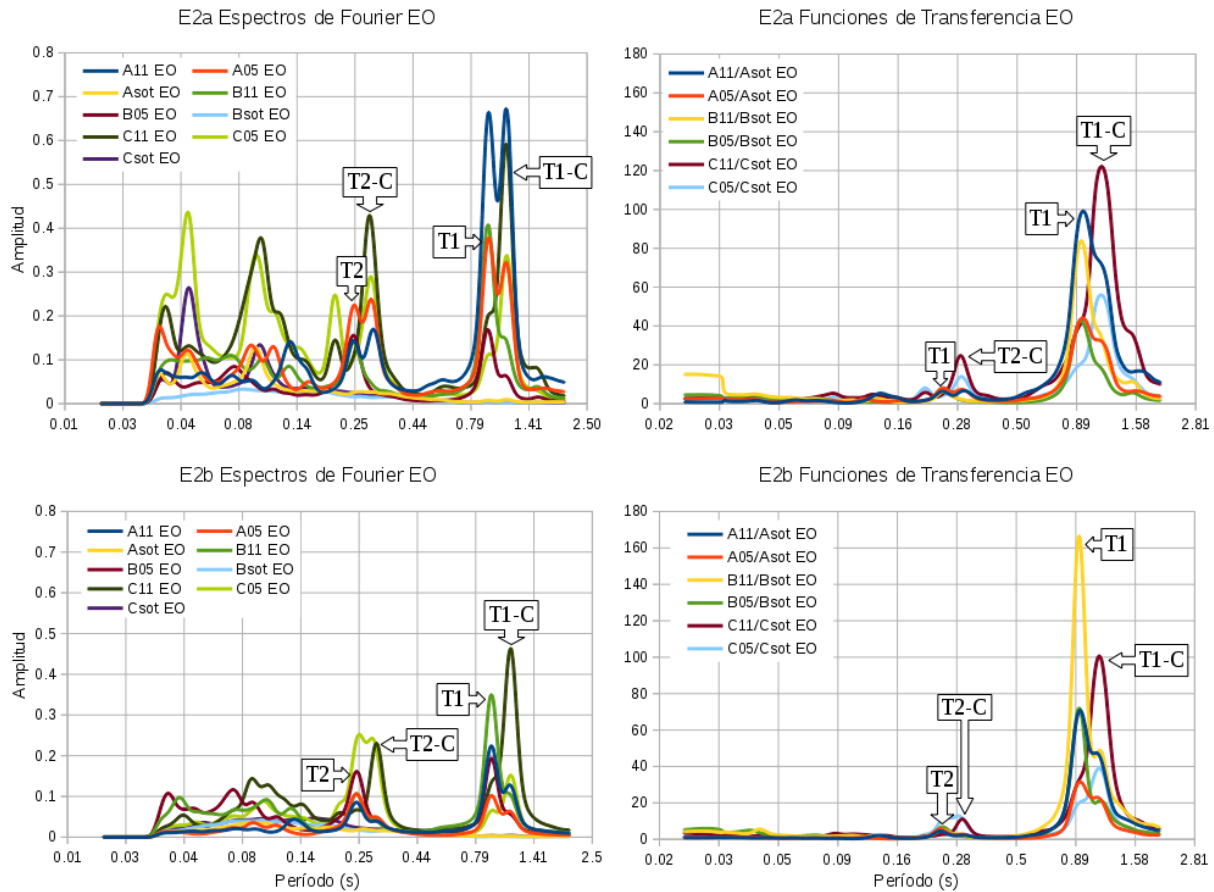 E2a Espectros de Fourier EO
0.8
0.7
0.6
0.5
0.4
0.3
0.2
0.1
0
Amplitud
A11 EO
A05 EO
Asot EO
B11 EO
B05 EO
Bsot EO
C11 EO
C05 EO
Csot EO
T2
T2-C
T1
T1-C
0.01 0.03 0.04 0.08 0.14 0.25 0.44 0.79 1.41 2.50
E2a Funciones de Transferencia EO
180
160
140
120
100
80
60
40
20
0
A11/Asot EO
A05/Asot EO
B11/Bsot EO
B05/Bsot EO
C11/Csot EO
C05/Csot EO
T1-C
T1
T1
T2-C
0.02 0.03 0.05 0.09 0.16 0.28 0.50 0.89 1.58 2.81
E2b Espectros de Fourier EO
0.8
0.7
0.6
0.5
0.4
0.3
0.2
0.1
0
Amplitud
A11 EO
A05 EO
Asot EO
B11 EO
B05 EO
Bsot EO
C11 EO
C05 EO
Csot EO
T1-C
T1
T2-C
T2
0.01 0.03 0.04 0.08 0.14 0.25 0.44 0.79 1.41 2.5
Período (s)
E2b Funciones de Transferencia EO
180
160
140
120
100
80
60
40
20
0
A11/Asot EO
A05/Asot EO
B11/Bsot EO
B05/Bsot EO
C11/Csot EO
C05/Csot EO
T1
T1-C
T2-C
T2
0.02 0.03 0.05 0.09 0.16 0.28 0.5 0.89 1.58 2.81
Período (s)